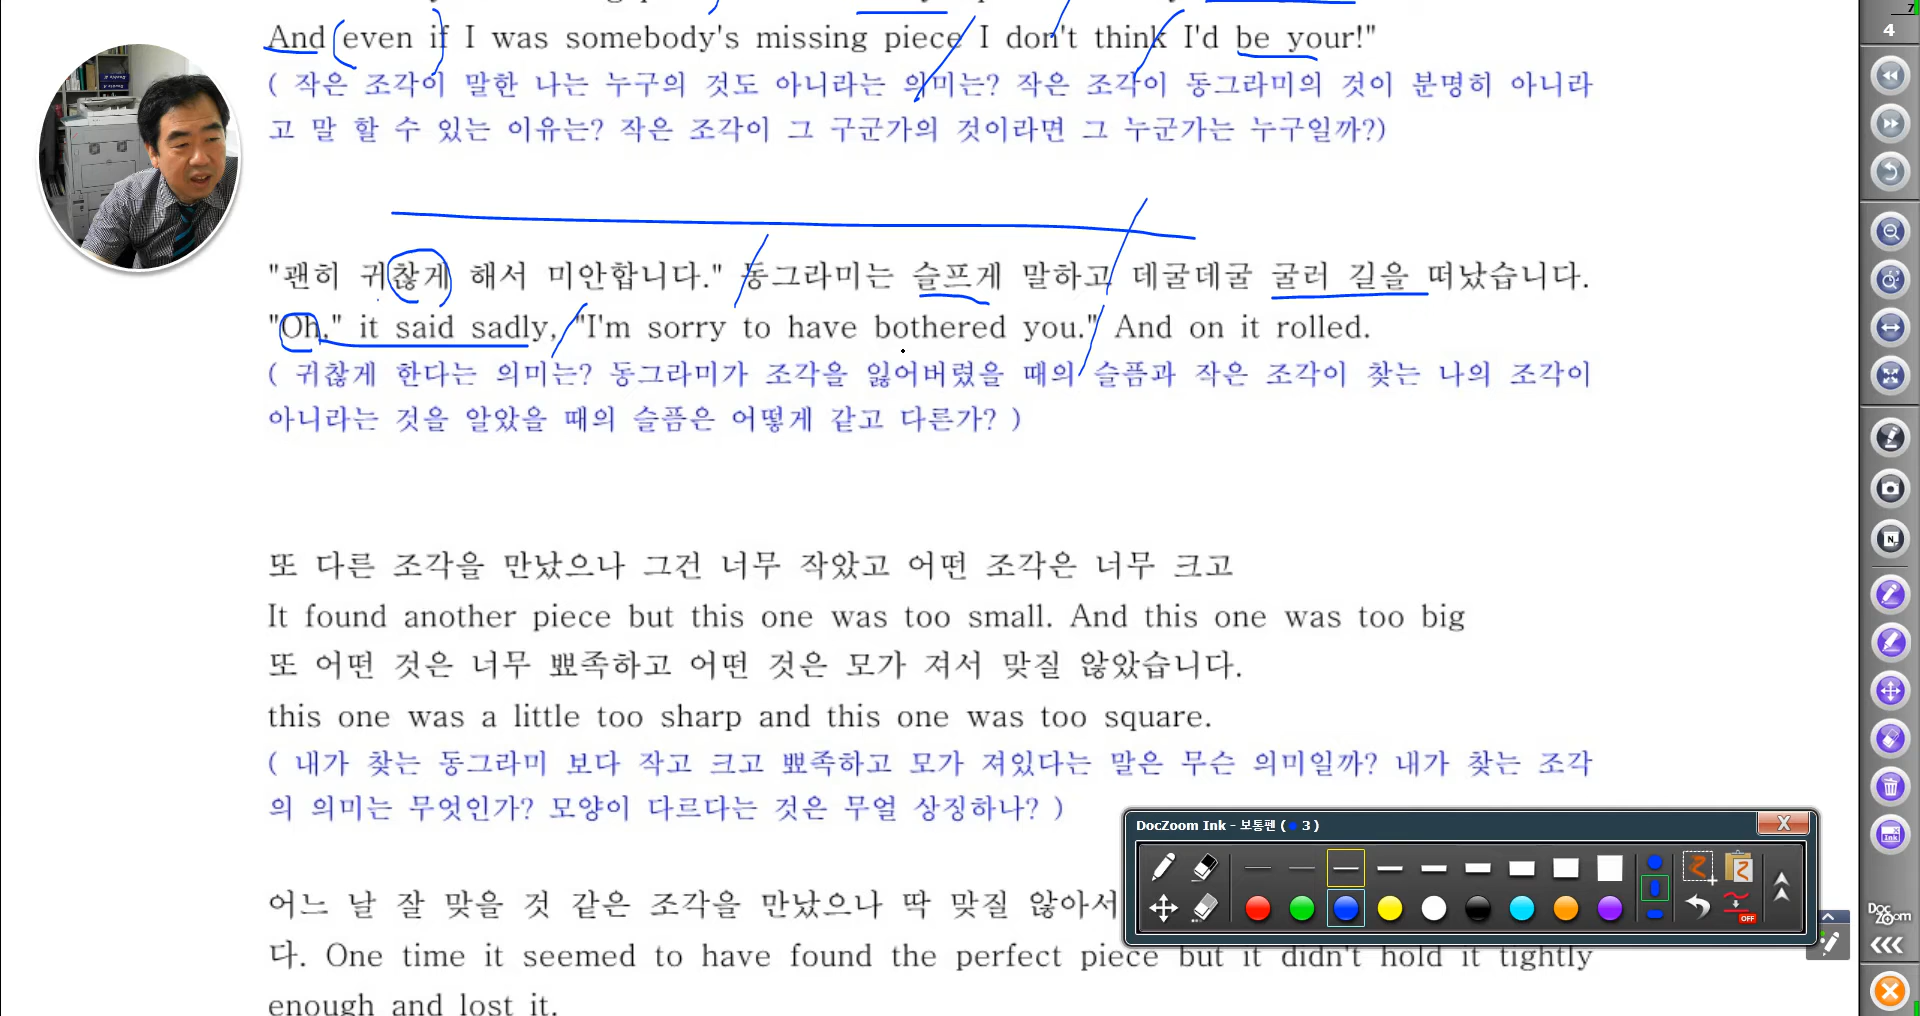 And even if I was somebody's missing piece I don't think I'd be your!"
( 작은 조각이 말한 나는 누구의 것도 아니라는 의미는? 작은 조각이 동그라미의 것이 분명히 아니라
고 말 할 수 있는 이유는? 작은 조각이 그 구군가의 것이라면 그 누군가는 누구일까?)
"괜히 귀찮게 해서 미안합니다." 동그라미는 슬프게 말하고 데굴데굴 굴러 길을 떠났습니다.
"Oh," it said sadly, "I'm sorry to have bothered you." And on it rolled.
( 귀찮게 한다는 의미는? 동그라미가 조각을 잃어버렸을 때의 슬픔과 작은 조각이 찾는 나의 조각이
아니라는 것을 알았을 때의 슬픔은 어떻게 같고 다른가? )
또 다른 조각을 만났으나 그건 너무 작았고 어떤 조각은 너무 크고
It found another piece but this one was too small. And this one was too big
또 어떤 것은 너무 뾰족하고 어떤 것은 모가 져서 맞질 않았습니다.
this one was a little too sharp and this one was too square.
( 내가 찾는 동그라미 보다 작고 크고 뾰족하고 모가 져있다는 말은 무슨 의미일까? 내가 찾는 조각
의 의미는 무엇인가? 모양이 다르다는 것은 무얼 상징하나? )
어느 날 잘 맞을 것 같은 조각을 만났으나 딱 맞질 않아서
다. One time it seemed to have found the perfect piece but it didn't hold it tightly
enough and lost it.
DocZoom Ink - 보통펜 ( 3 )
OFF
7
4
N
Ink
Doc
Zoom